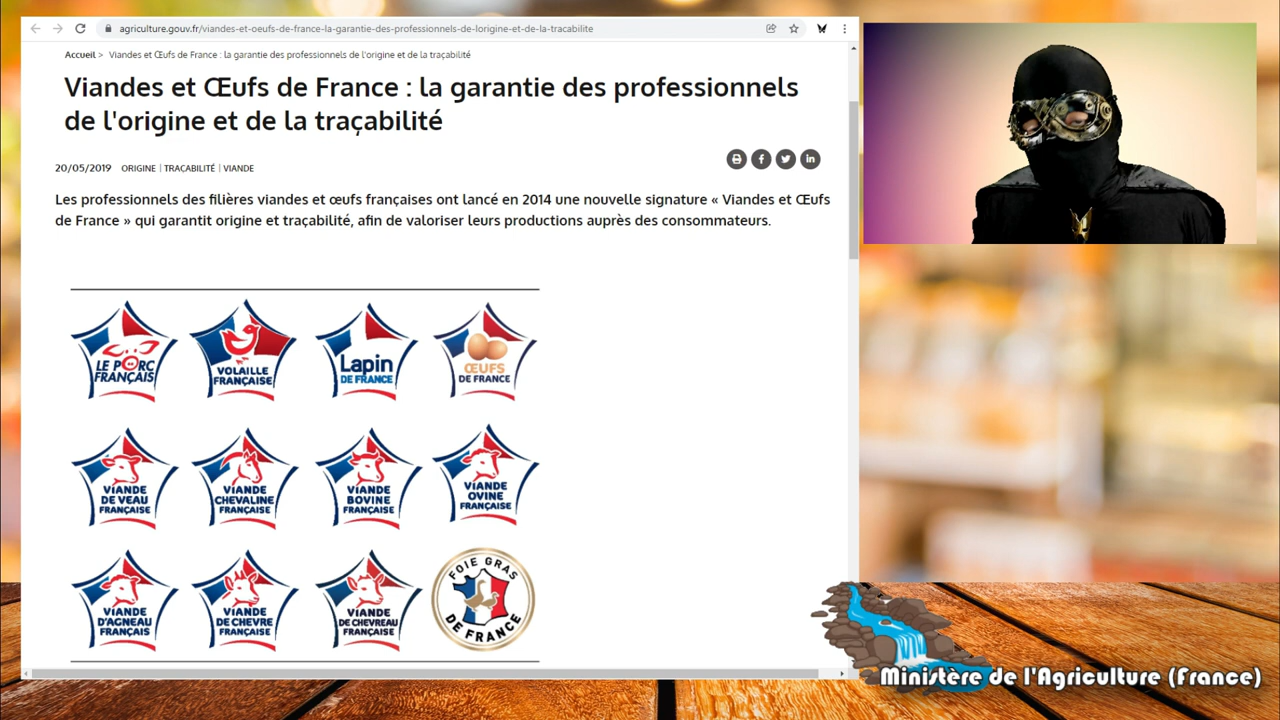 agriculture.gouv.fr/viandes-et-oeufs-de-france-la-garantie-des-professionnels-de-lorigine-et-de-la-tracabilite
Accueil > Viandes et Œufs de France : la garantie des professionnels de l'origine et de la traçabilité
Viandes et Œufs de France : la garantie des professionnels
de l'origine et de la traçabilité
20/05/2019 ORIGINE | TRAÇABILITÉ | VIANDE
Les professionnels des filières viandes et œufs françaises ont lancé en 2014 une nouvelle signature « Viandes et Œufs
de France » qui garantit origine et traçabilité, afin de valoriser leurs productions auprès des consommateurs.
LE PORC
FRANÇAIS
VOLAILLE
FRANÇAISE
Lapin
DE FRANCE
ŒUFS
DE FRANCE
VIANDE
DE VEAU
FRANÇAISE
VIANDE
CHEVALINE
FRANÇAISE
VIANDE
BOVINE
FRANÇAISE
VIANDE
OVINE
FRANÇAISE
VIANDE
D'AGNEAU
FRANÇAIS
VIANDE
DE CHEVRE
FRANÇAISE
VIANDE
DE CHEVREAU
FRANÇAISE
FOIE GRAS
DE FRANCE
Ministère de l'Agriculture (France)